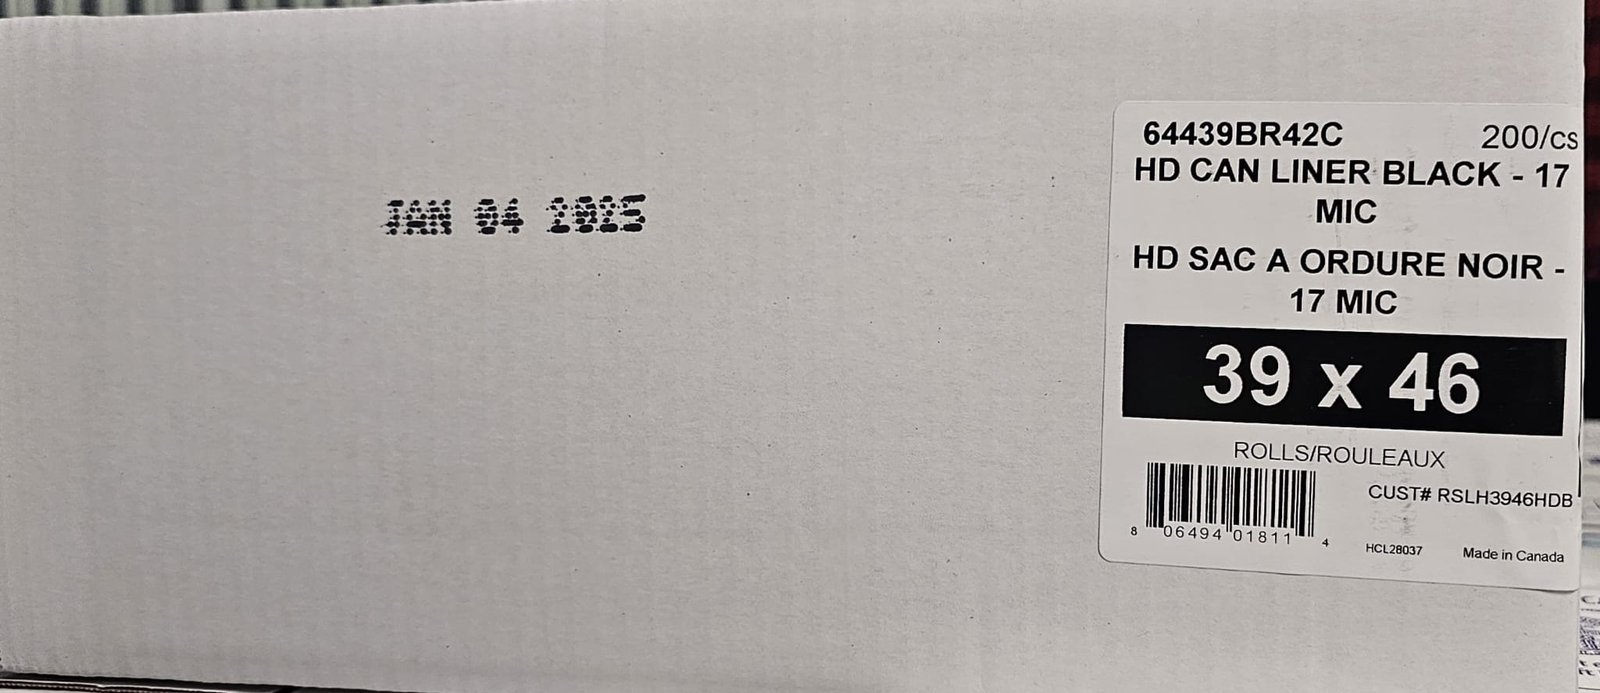 JAN 04 2025
64439BR42C 200/cs
HD CAN LINER BLACK - 17
MIC
HD SAC A ORDURE NOIR -
17 MIC
39 x 46
ROLLS/ROULEAUX
CUST# RSLH3946HDB
8 06494 01811 4
HCL28037 Made in Canada